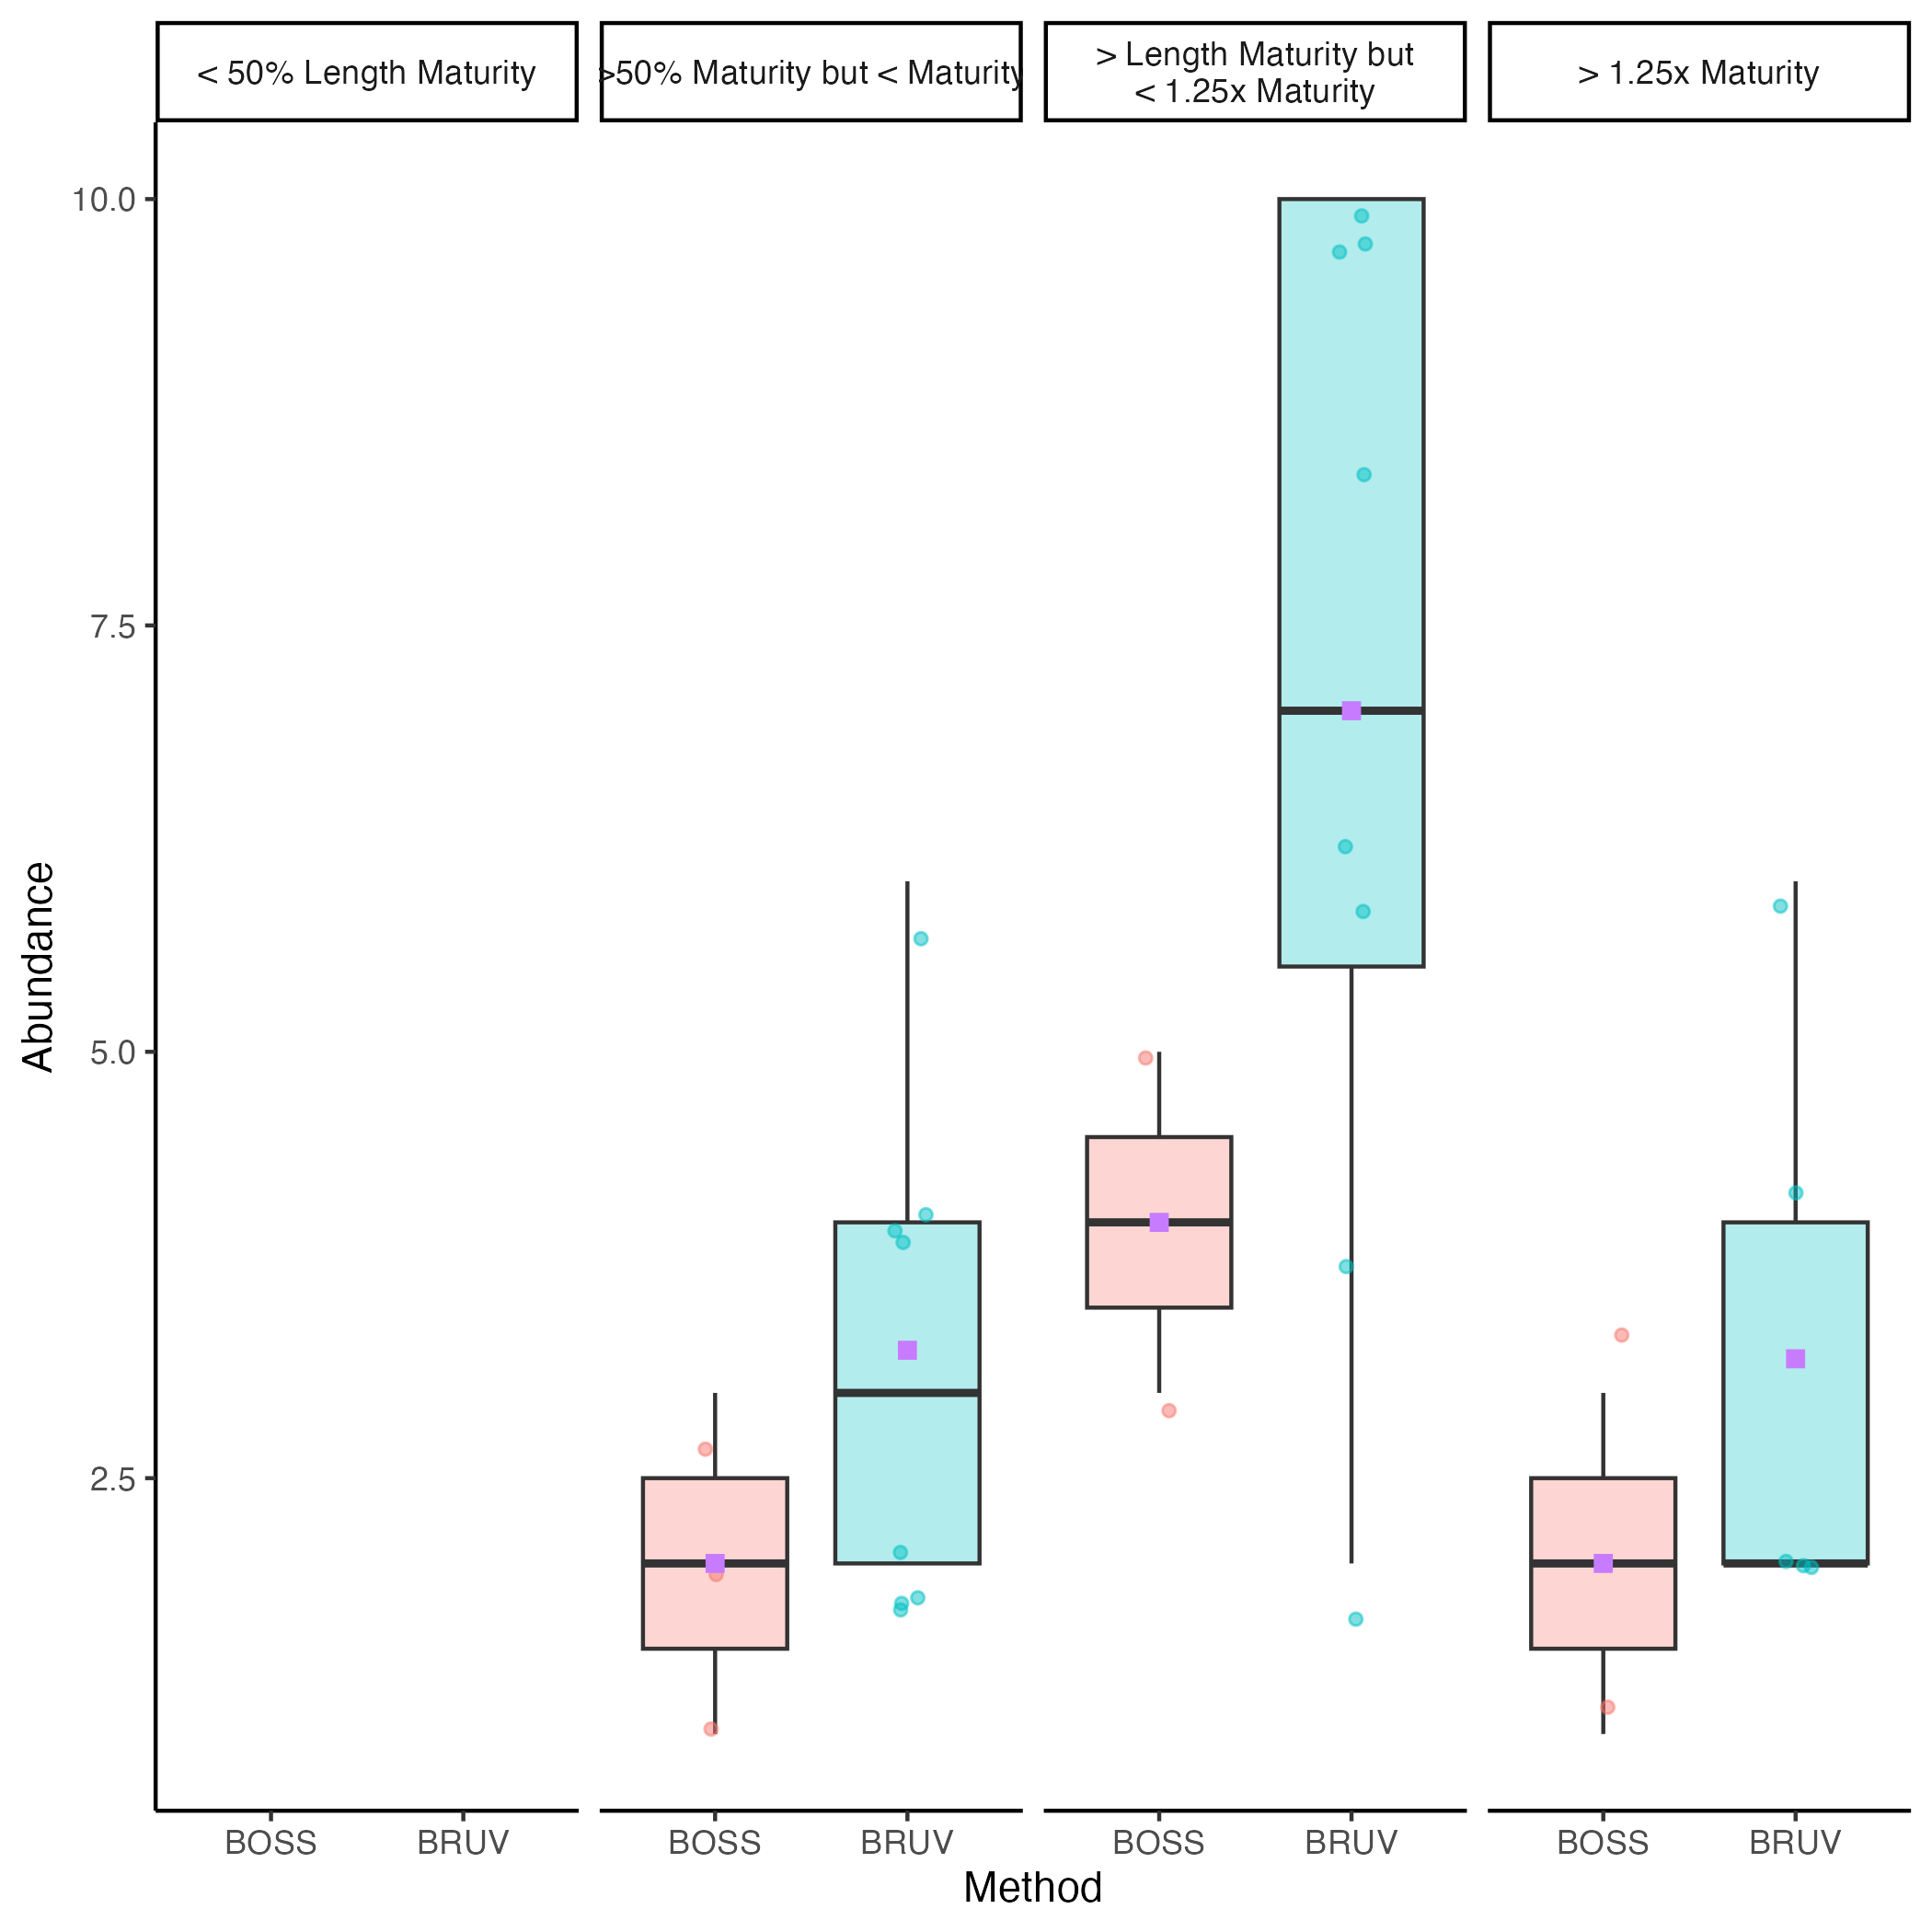 < 50% Length Maturity
>50% Maturity but < Maturity
> Length Maturity but
< 1.25x Maturity
> 1.25x Maturity
10.0
7.5
5.0
2.5
Abundance
BOSS BRUV BOSS BRUV BOSS BRUV BOSS BRUV
Method